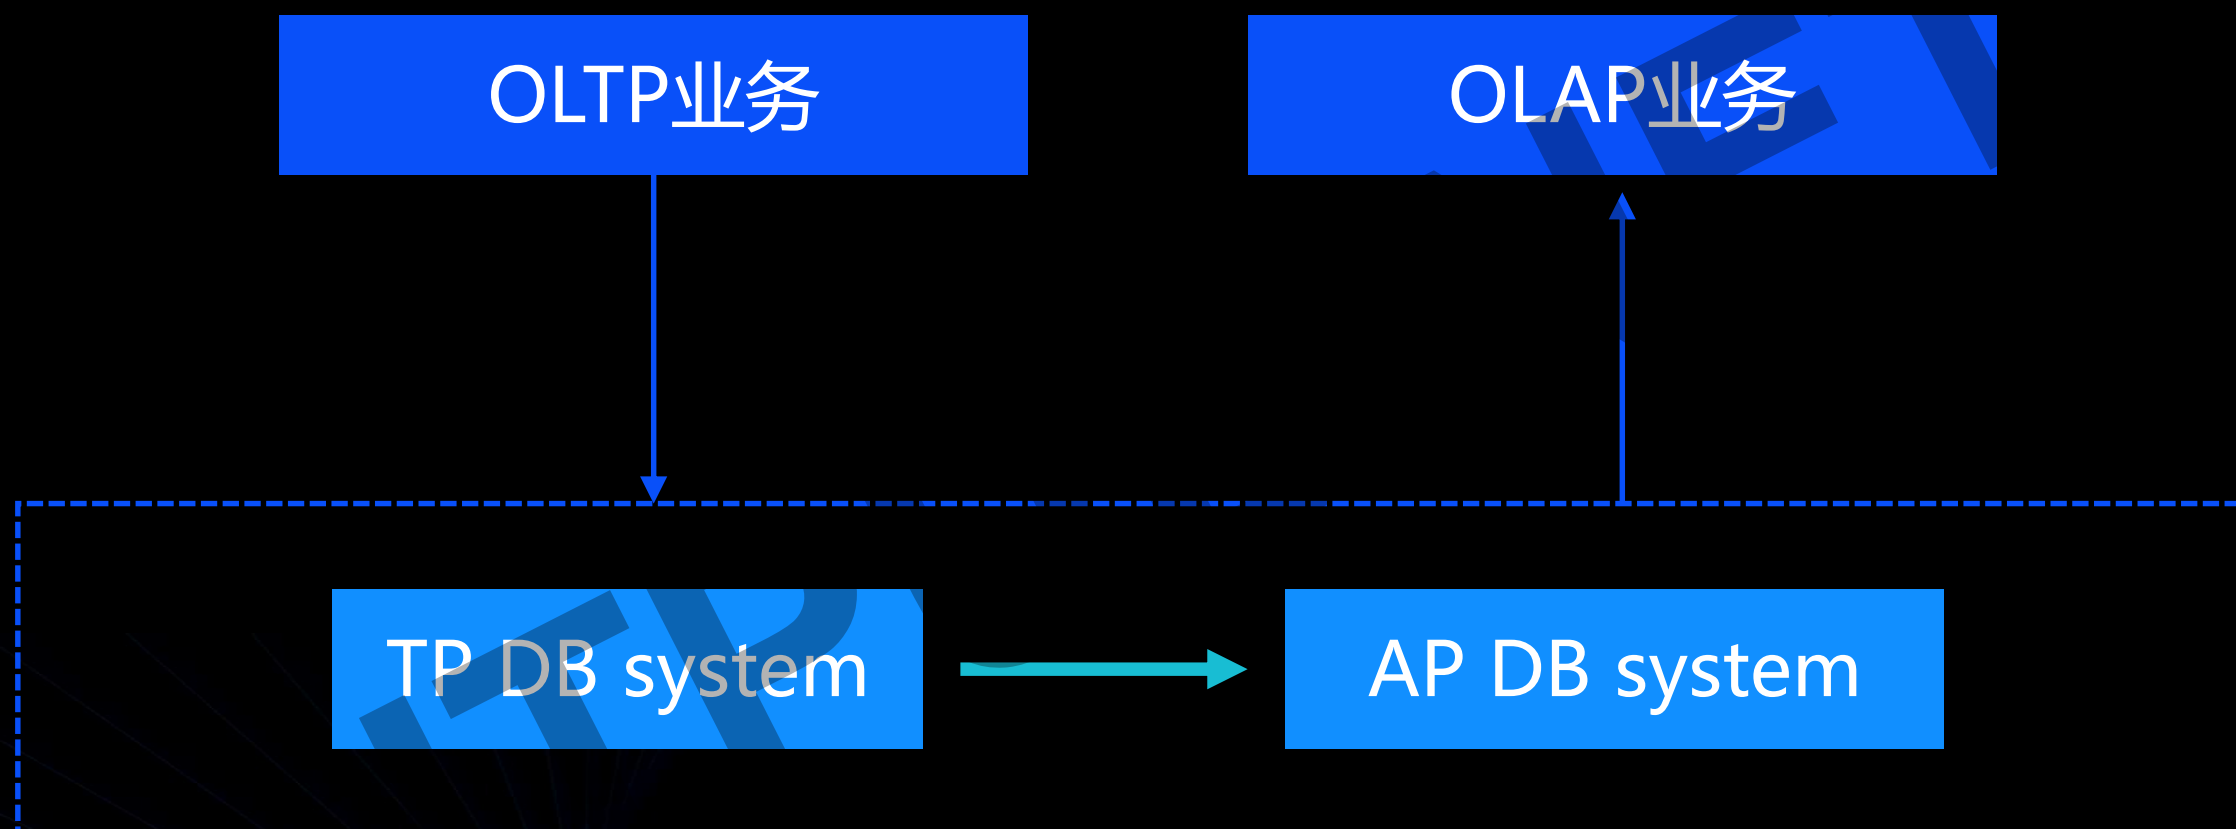 OLTP业务
OLAP业务
TP DB system
AP DB system